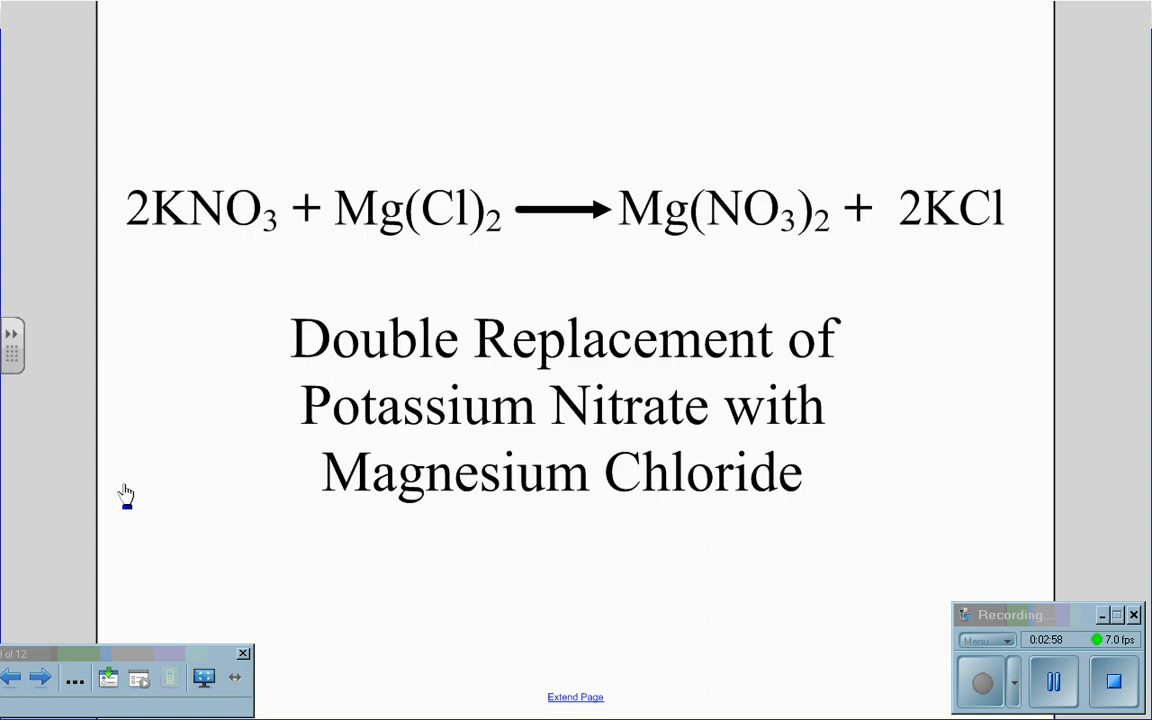 2KNO₃ + Mg(Cl)₂ ⟶ Mg(NO₃)₂ + 2KCl
Double Replacement of
Potassium Nitrate with
Magnesium Chloride
Recording...
Menu
0:02:58
7.0 fps
9 of 12
...
Extend Page